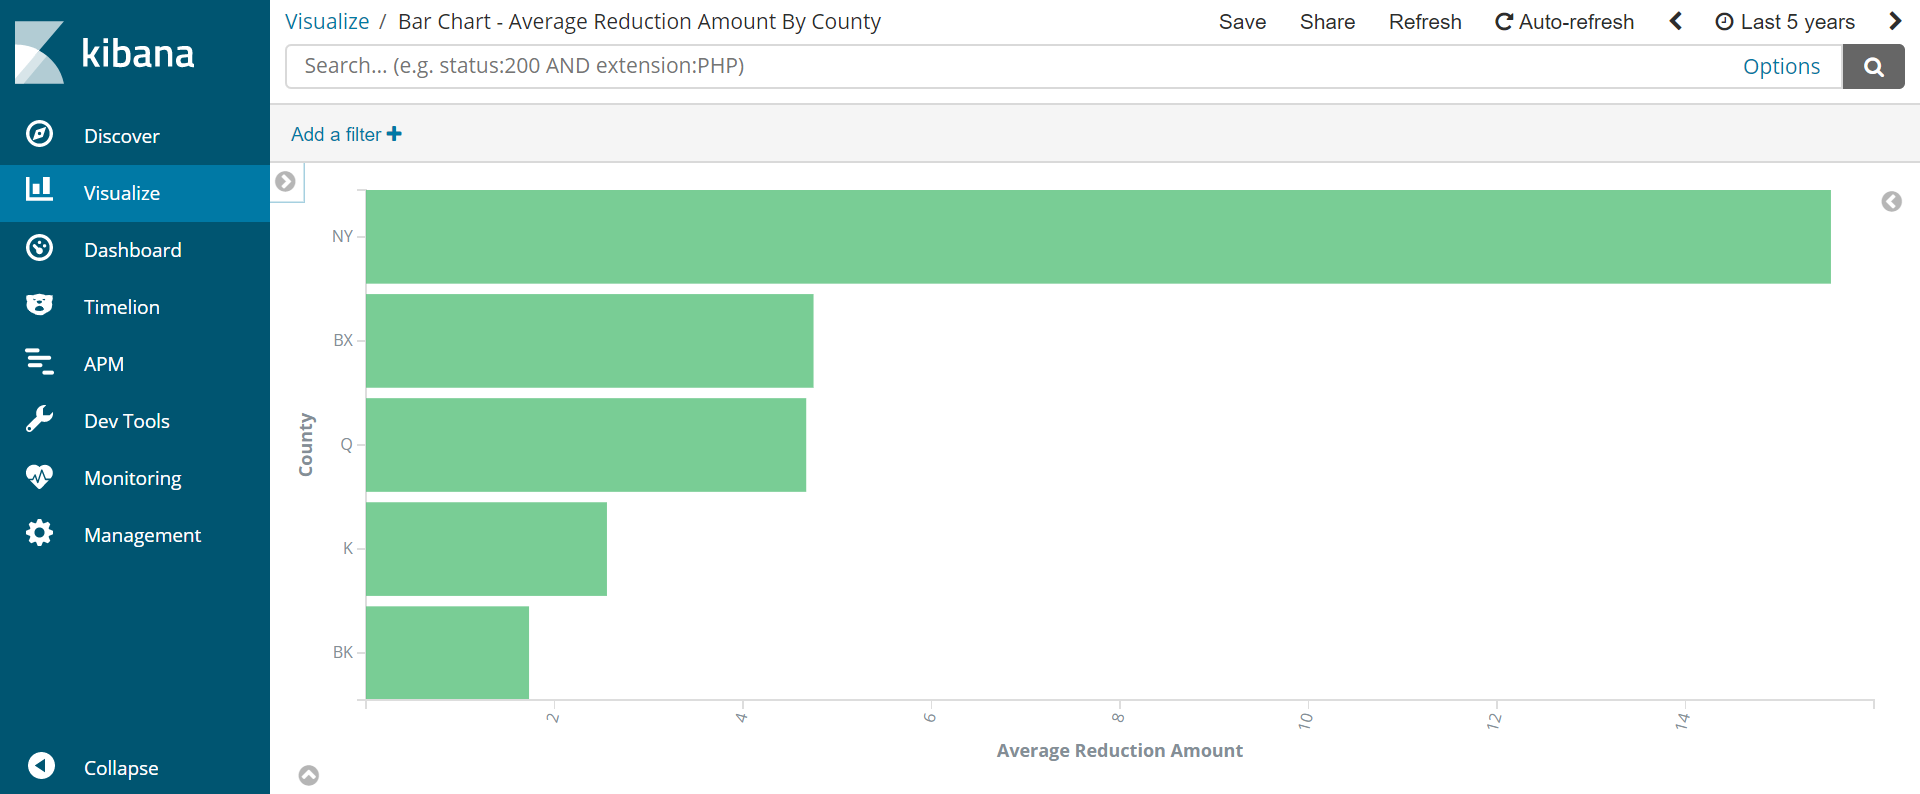 kibana
Discover
Visualize
Dashboard
Timelion
APM
Dev Tools
Monitoring
Management
Collapse
Visualize / Bar Chart - Average Reduction Amount By County
Save Share Refresh Auto-refresh Last 5 years
Search... (e.g. status:200 AND extension:PHP) Options
Add a filter
County
NY
BX
Q
K
BK
2 4 6 8 10 12 14
Average Reduction Amount